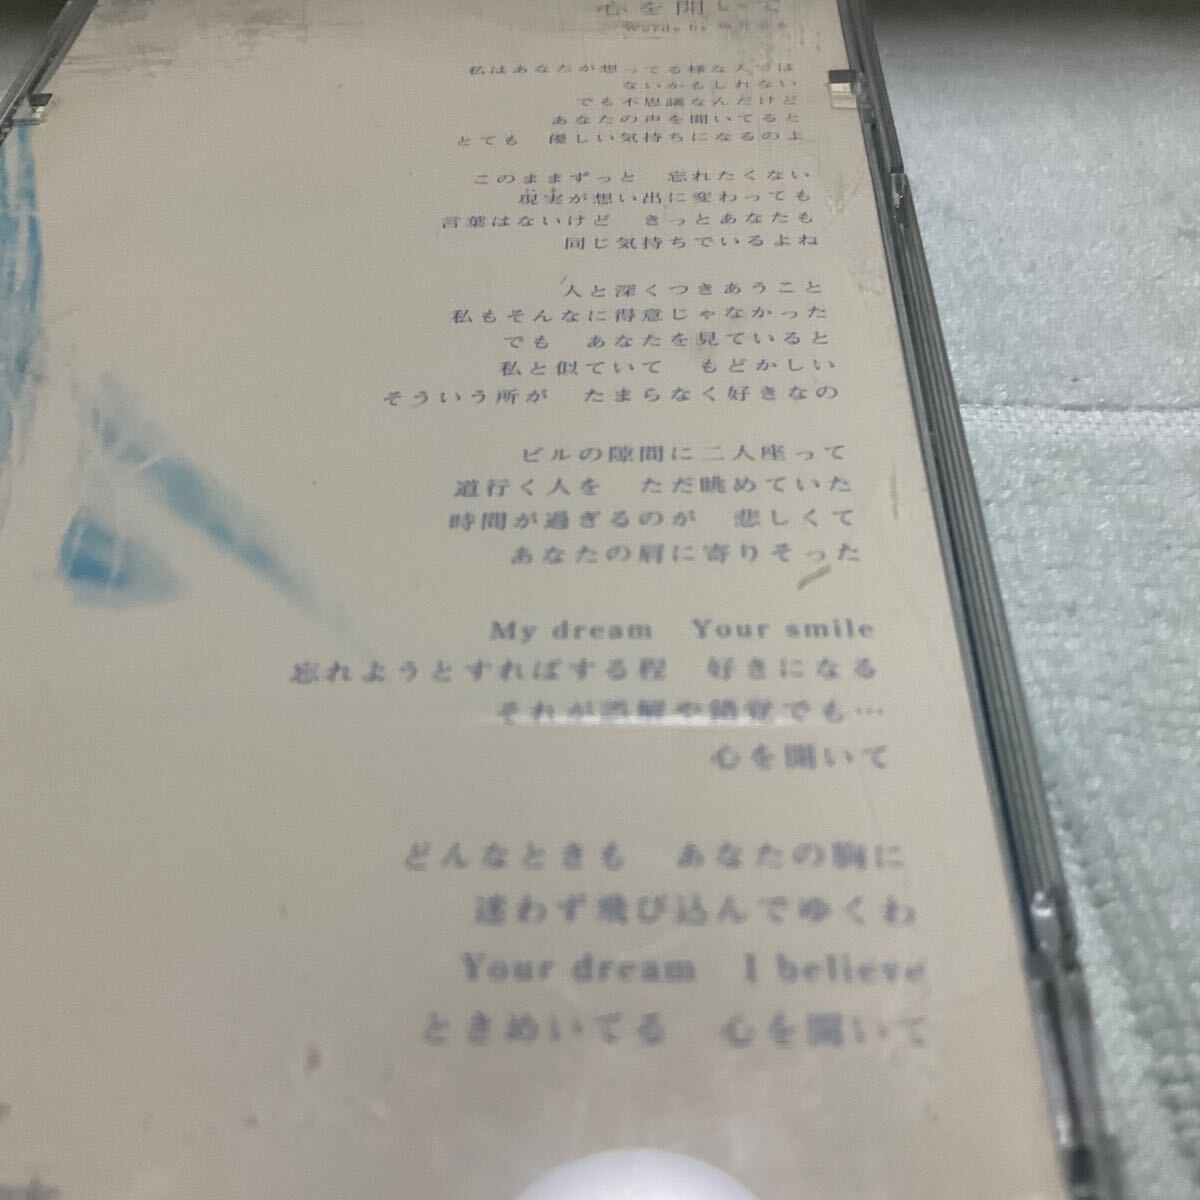 心を開いて
Words by
私はあなたが想ってる様な人では
ないかもしれない
でも不思議なんだけど
あなたの声を聞いてると
とても　優しい気持ちになるのよ
このままずっと　忘れたくない
現実が想い出に変わっても
言葉はないけど　きっとあなたも
同じ気持ちでいるよね
人と深くつきあうこと
私もそんなに得意じゃなかった
でも　あなたを見ていると
私と似ていて　もどかしい
そういう所が　たまらなく好きなの
ビルの隙間に二人座って
道行く人を　ただ眺めていた
時間が過ぎるのが　悲しくて
あなたの肩に寄りそった
My dream　Your smile
忘れようとすればする程　好きになる
それが誤解や錯覚でも…
心を開いて
どんなときも　あなたの胸に
迷わず飛び込んでゆくわ
Your dream　I believe
ときめいてる　心を開いて